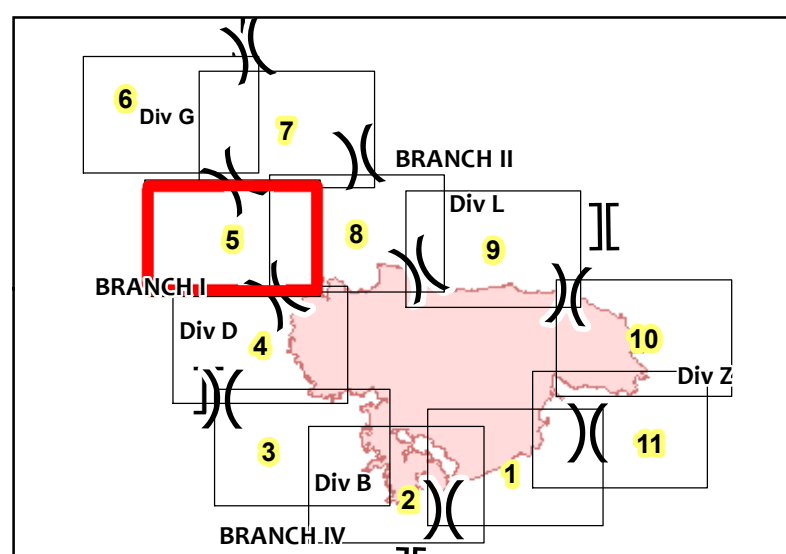 6
Div G
7
BRANCH II
Div L
5
8
9
BRANCH I
Div D
4
10
Div Z
3
11
1
Div B
2
BRANCH IV